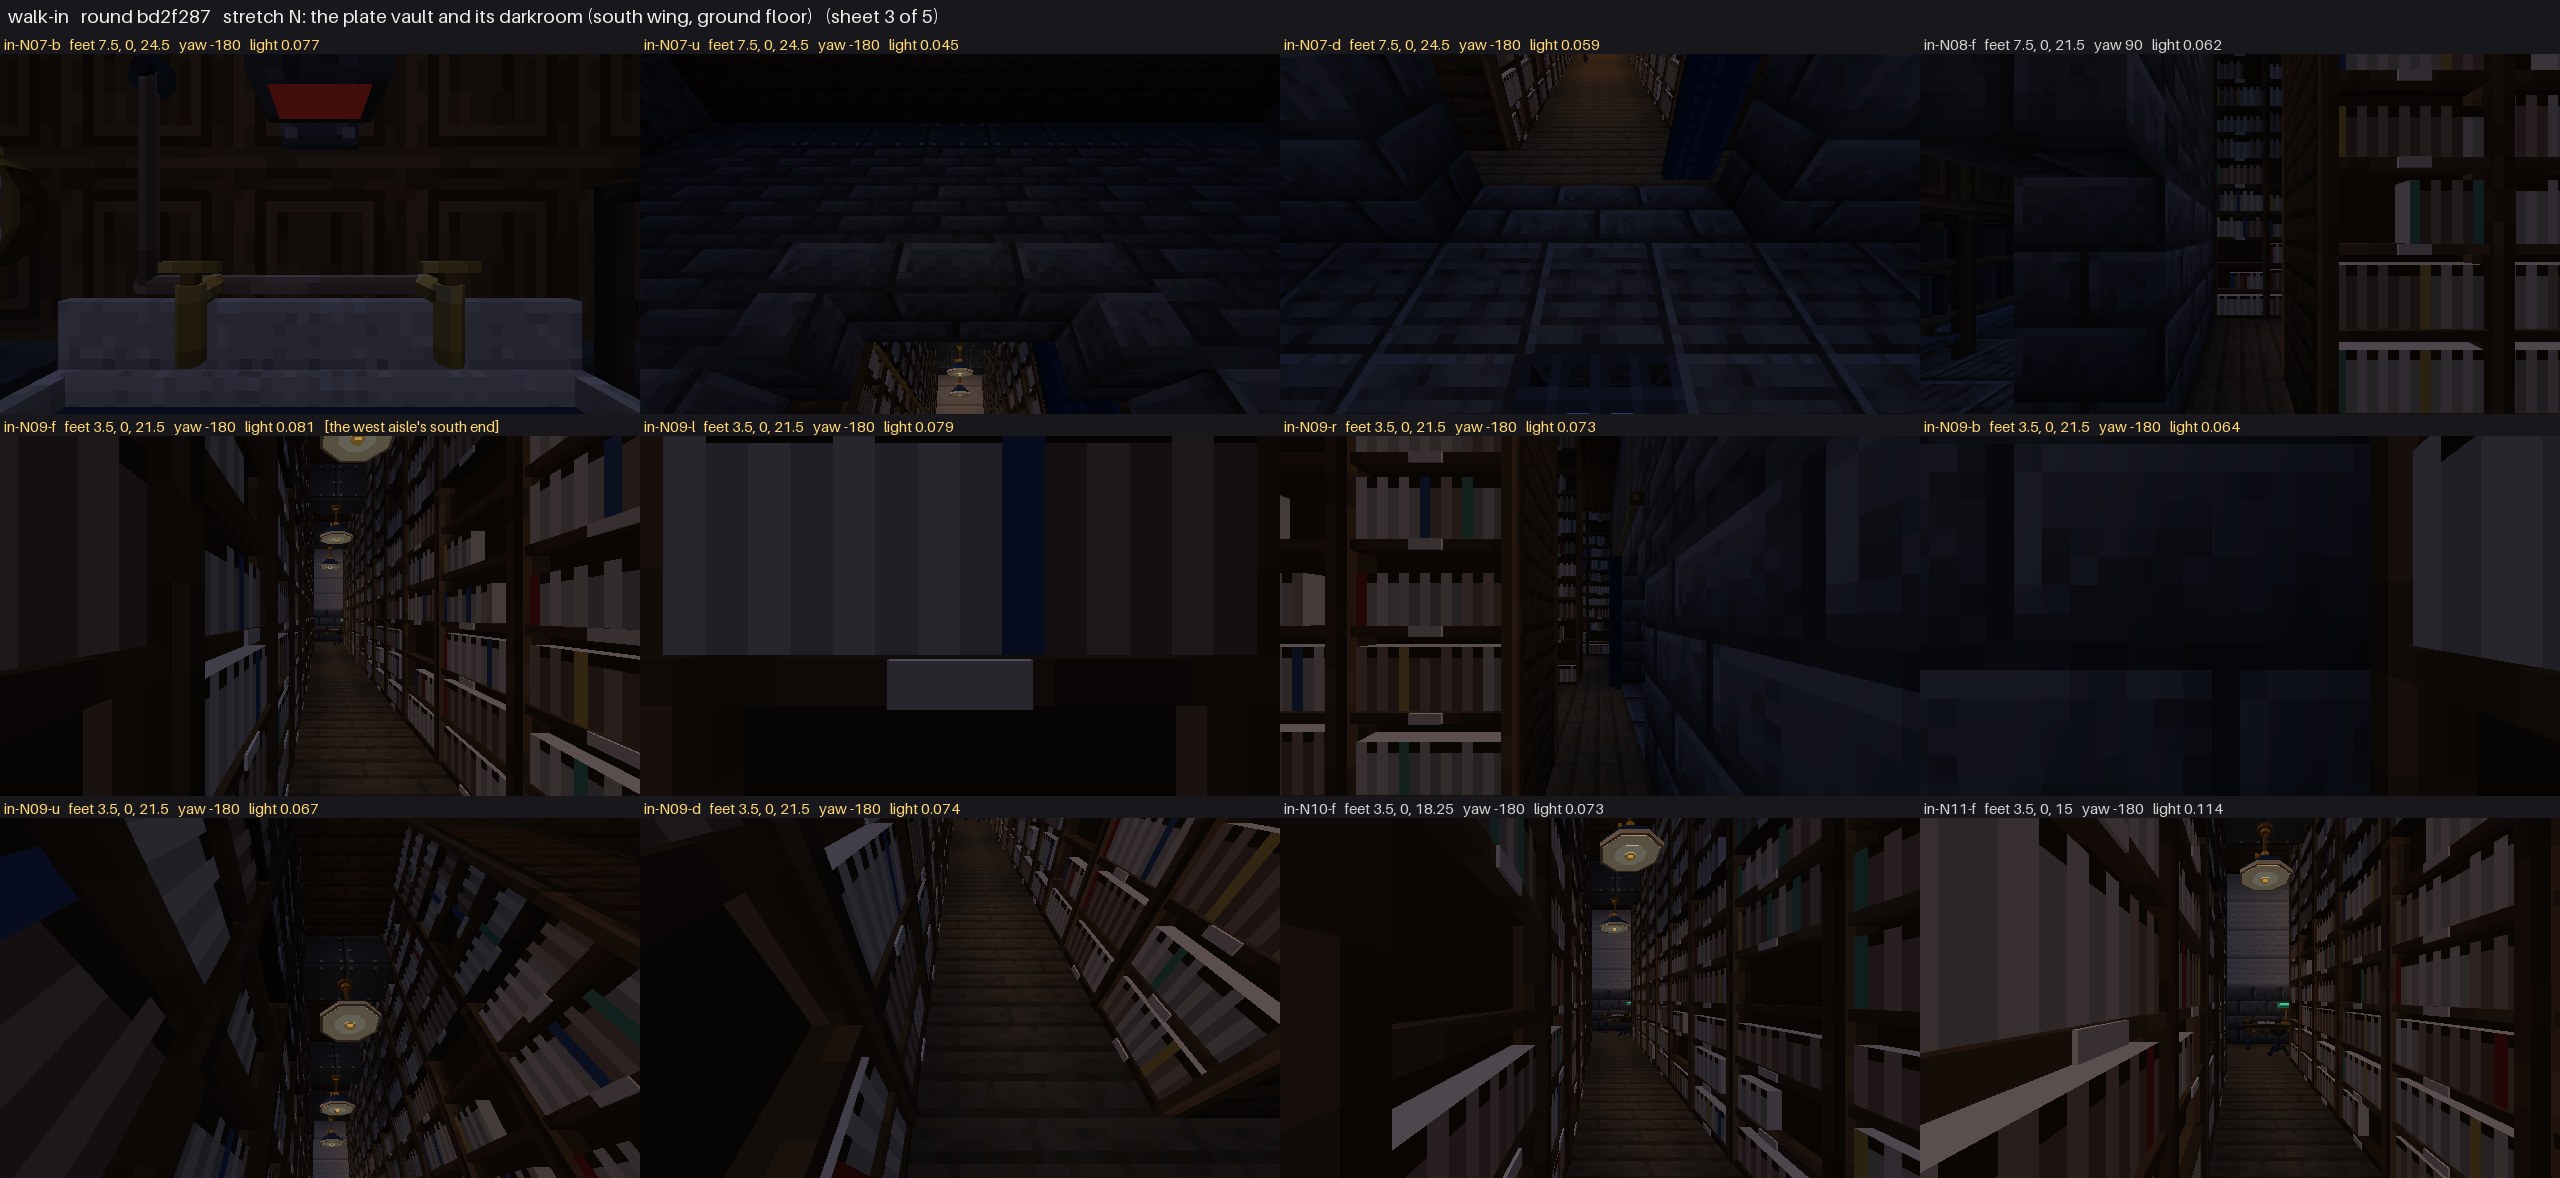 walk-in round bd2f287 stretch N: the plate vault and its darkroom (south wing, ground floor) (sheet 3 of 5)
in-N07-b feet 7.5, 0, 24.5 yaw -180 light 0.077
in-N07-u feet 7.5, 0, 24.5 yaw -180 light 0.045
in-N07-d feet 7.5, 0, 24.5 yaw -180 light 0.059
in-N08-f feet 7.5, 0, 21.5 yaw 90 light 0.062
in-N09-f feet 3.5, 0, 21.5 yaw -180 light 0.081 [the west aisle's south end]
in-N09-l feet 3.5, 0, 21.5 yaw -180 light 0.079
in-N09-r feet 3.5, 0, 21.5 yaw -180 light 0.073
in-N09-b feet 3.5, 0, 21.5 yaw -180 light 0.064
in-N09-u feet 3.5, 0, 21.5 yaw -180 light 0.067
in-N09-d feet 3.5, 0, 21.5 yaw -180 light 0.074
in-N10-f feet 3.5, 0, 18.25 yaw -180 light 0.073
in-N11-f feet 3.5, 0, 15 yaw -180 light 0.114